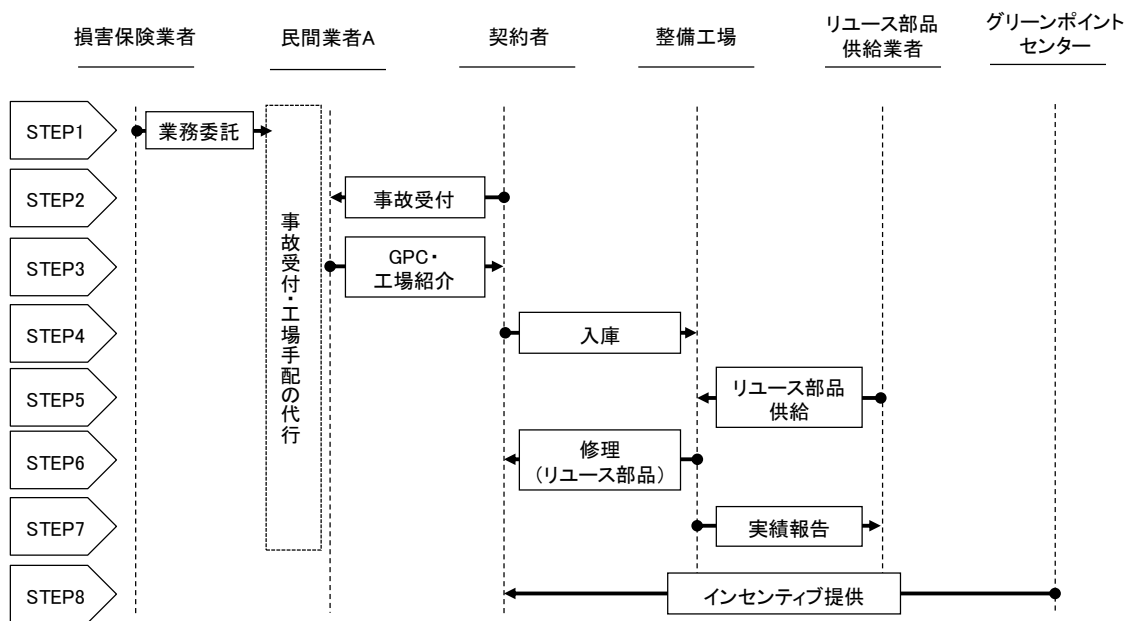 損害保険業者
民間業者A
契約者
整備工場
リユース部品
供給業者
グリーンポイント
センター
STEP1
業務委託
STEP2
事故受付
STEP3
GPC・
工場紹介
事故受付・工場手配の代行
STEP4
入庫
STEP5
リユース部品
供給
STEP6
修理
（リユース部品）
STEP7
実績報告
STEP8
インセンティブ提供